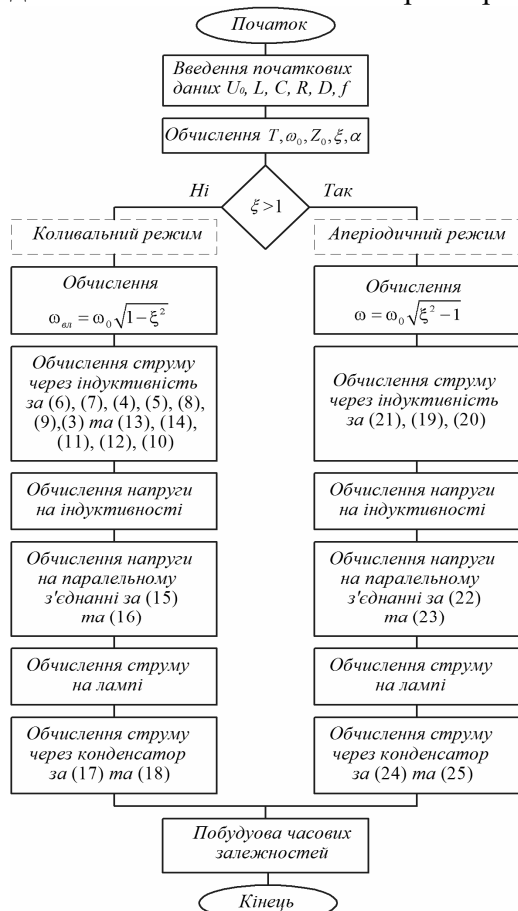 Початок
Введення початкових
даних U₀, L, C, R, D, f
Обчислення T, ω₀, Z₀, ξ, α
Ні
ξ>1
Так
Коливальний режим
Обчислення
ω_вл = ω₀√(1−ξ²)
Обчислення струму
через індуктивність
за (6), (7), (4), (5), (8),
(9),(3) та (13), (14),
(11), (12), (10)
Обчислення напруги
на індуктивності
Обчислення напруги
на паралельному
з'єднанні за (15)
та (16)
Обчислення струму
на лампі
Обчислення струму
через конденсатор
за (17) та (18)
Аперіодичний режим
Обчислення
ω = ω₀√(ξ²−1)
Обчислення струму
через індуктивність
за (21), (19), (20)
Обчислення напруги
на індуктивності
Обчислення напруги
на паралельному
з'єднанні за (22)
та (23)
Обчислення струму
на лампі
Обчислення струму
через конденсатор
за (24) та (25)
Побудуова часових
залежностей
Кінець